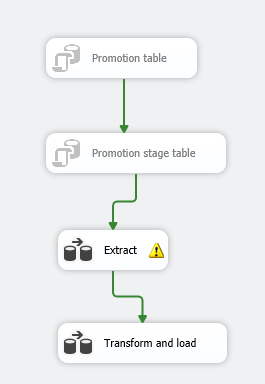 Promotion table
Promotion stage table
Extract
Transform and load